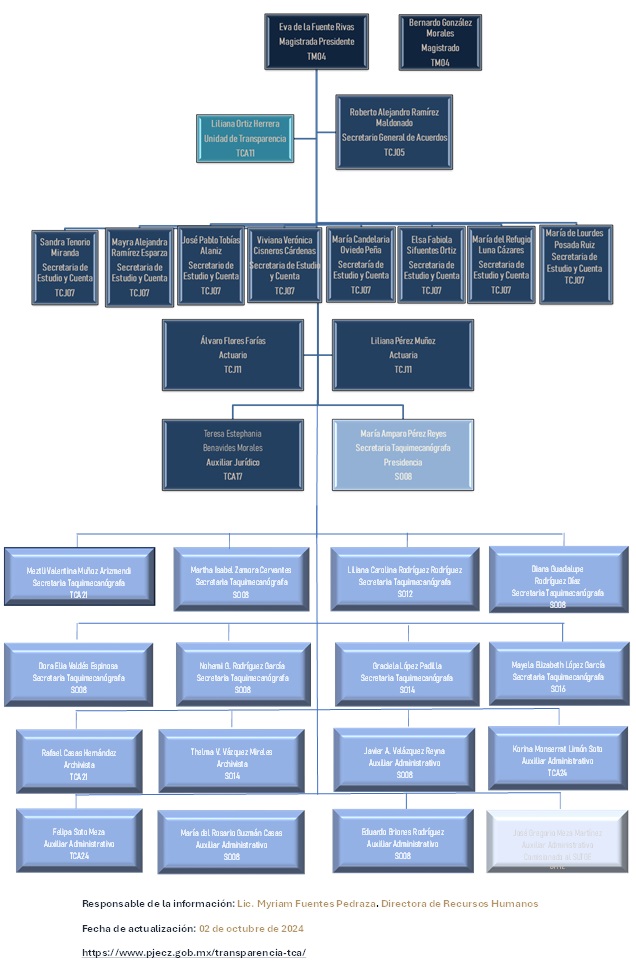 Eva de la Fuente Rivas
Magistrada Presidente
TM04
Bernardo González
Morales
Magistrado
TM04
Liliana Ortiz Herrera
Unidad de Transparencia
TCA11
Roberto Alejandro Ramírez
Maldonado
Secretario General de Acuerdos
TCJ05
Sandra Tenorio
Miranda
Secretaria de
Estudio y Cuenta
TCJ07
Mayra Alejandra
Ramírez Esparza
Secretaria de
Estudio y Cuenta
TCJ07
José Pablo Tobías
Alaniz
Secretario de
Estudio y Cuenta
TCJ07
Viviana Verónica
Cisneros Cárdenas
Secretaria de Estudio
y Cuenta
TCJ07
María Candelaria
Oviedo Peña
Secretaría de
Estudio y Cuenta
TCJ07
Elsa Fabiola
Sifuentes Ortiz
Secretaria de
Estudio y Cuenta
TCJ07
María del Refugio
Luna Cázares
Secretaria de
Estudio y Cuenta
TCJ07
María de Lourdes
Posada Ruiz
Secretaria de
Estudio y Cuenta
TCJ07
Álvaro Flores Farías
Actuario
TCJ11
Liliana Pérez Muñoz
Actuaria
TCJ11
Teresa Estephania
Benavides Morales
Auxiliar Jurídico
TCA17
María Amparo Pérez Reyes
Secretaria Taquimecanógrafa
Presidencia
SO08
Meztli Valentina Muñoz Arizmendi
Secretaria Taquimecanógrafa
TCA21
Martha Isabel Zamora Cervantes
Secretaria Taquimecanógrafa
SO08
Liliana Carolina Rodríguez Rodríguez
Secretaria Taquimecanógrafa
SO12
Diana Guadalupe
Rodríguez Díaz
Secretaria Taquimecanógrafa
SO08
Dora Elia Valdés Espinosa
Secretaria Taquimecanógrafa
SO08
Nohemí G. Rodríguez García
Secretaria Taquimecanógrafa
SO08
Graciela López Padilla
Secretaria Taquimecanógrafa
SO14
Mayela Elizabeth López García
Secretaria Taquimecanógrafa
SO16
Rafael Casas Hernández
Archivista
TCA21
Thelma V. Vázquez Mireles
Archivista
SO14
Javier A. Velázquez Reyna
Auxiliar Administrativo
SO08
Karina Monserrat Limón Soto
Auxiliar Administrativo
TCA24
Felipa Soto Meza
Auxiliar Administrativo
TCA24
María del Rosario Guzmán Casas
Auxiliar Administrativo
SO08
Eduardo Briones Rodríguez
Auxiliar Administrativo
SO08
José Gregorio Meza Martínez
Auxiliar Administrativo
Responsable de la información: Lic. Myriam Fuentes Pedraza. Directora de Recursos Humanos
Fecha de actualización: 02 de octubre de 2024
https://www.pjecz.gob.mx/transparencia-tca/